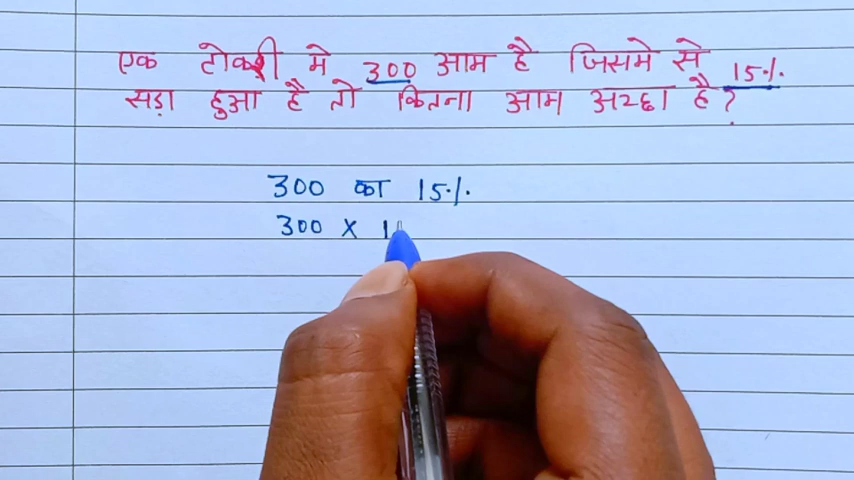 एक टोकरी मे 300 आम है जिसमे से 15%
सड़ा हुआ है तो कितना आम अच्छा है?
300 का 15%
300 × 1